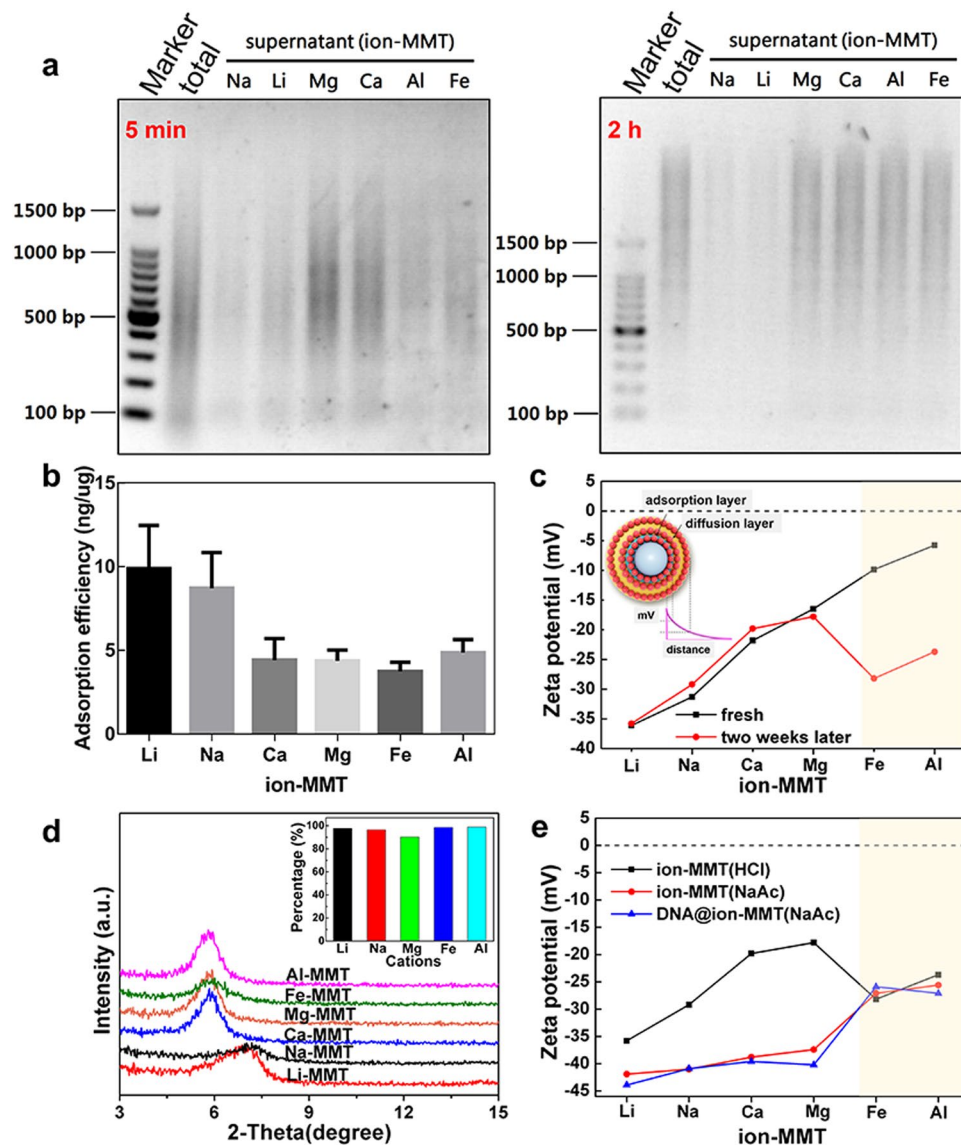 a
Marker
total
supernatant (ion-MMT)
Na Li Mg Ca Al Fe
5 min
1500 bp
1000 bp
500 bp
100 bp
Marker
total
supernatant (ion-MMT)
Na Li Mg Ca Al Fe
2 h
1500 bp
1000 bp
500 bp
100 bp
b
Adsorption efficiency (ng/ug)
15
10
5
0
Li Na Ca Mg Fe Al
ion-MMT
c
Zeta potential (mV)
5
0
-5
-10
-15
-20
-25
-30
-35
-40
adsorption layer
diffusion layer
mV
distance
fresh
two weeks later
Li Na Ca Mg Fe Al
ion-MMT
d
Intensity (a.u.)
Percentage (%)
100
80
60
40
20
0
Li Na Mg Fe Al
Cations
Al-MMT
Fe-MMT
Mg-MMT
Ca-MMT
Na-MMT
Li-MMT
3 6 9 12 15
2-Theta(degree)
e
Zeta potential (mV)
5
0
-5
-10
-15
-20
-25
-30
-35
-40
-45
ion-MMT(HCl)
ion-MMT(NaAc)
DNA@ion-MMT(NaAc)
Li Na Ca Mg Fe Al
ion-MMT